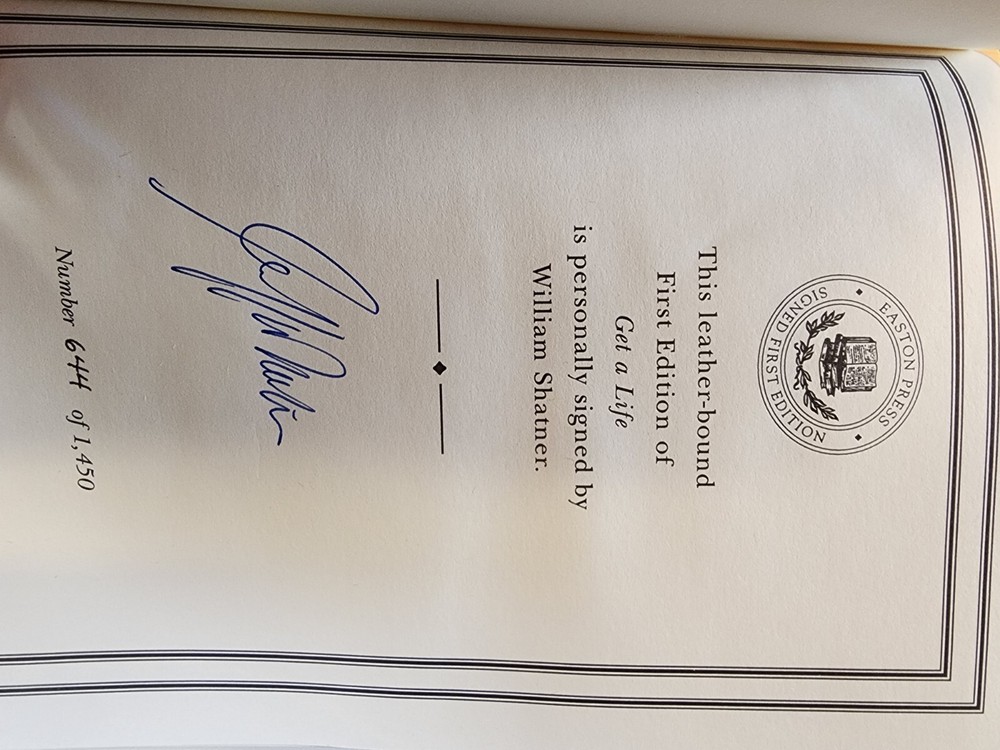 EASTON PRESS
SIGNED FIRST EDITION
This leather-bound
First Edition of
Get a Life
is personally signed by
William Shatner.
Number 644 of 1,450